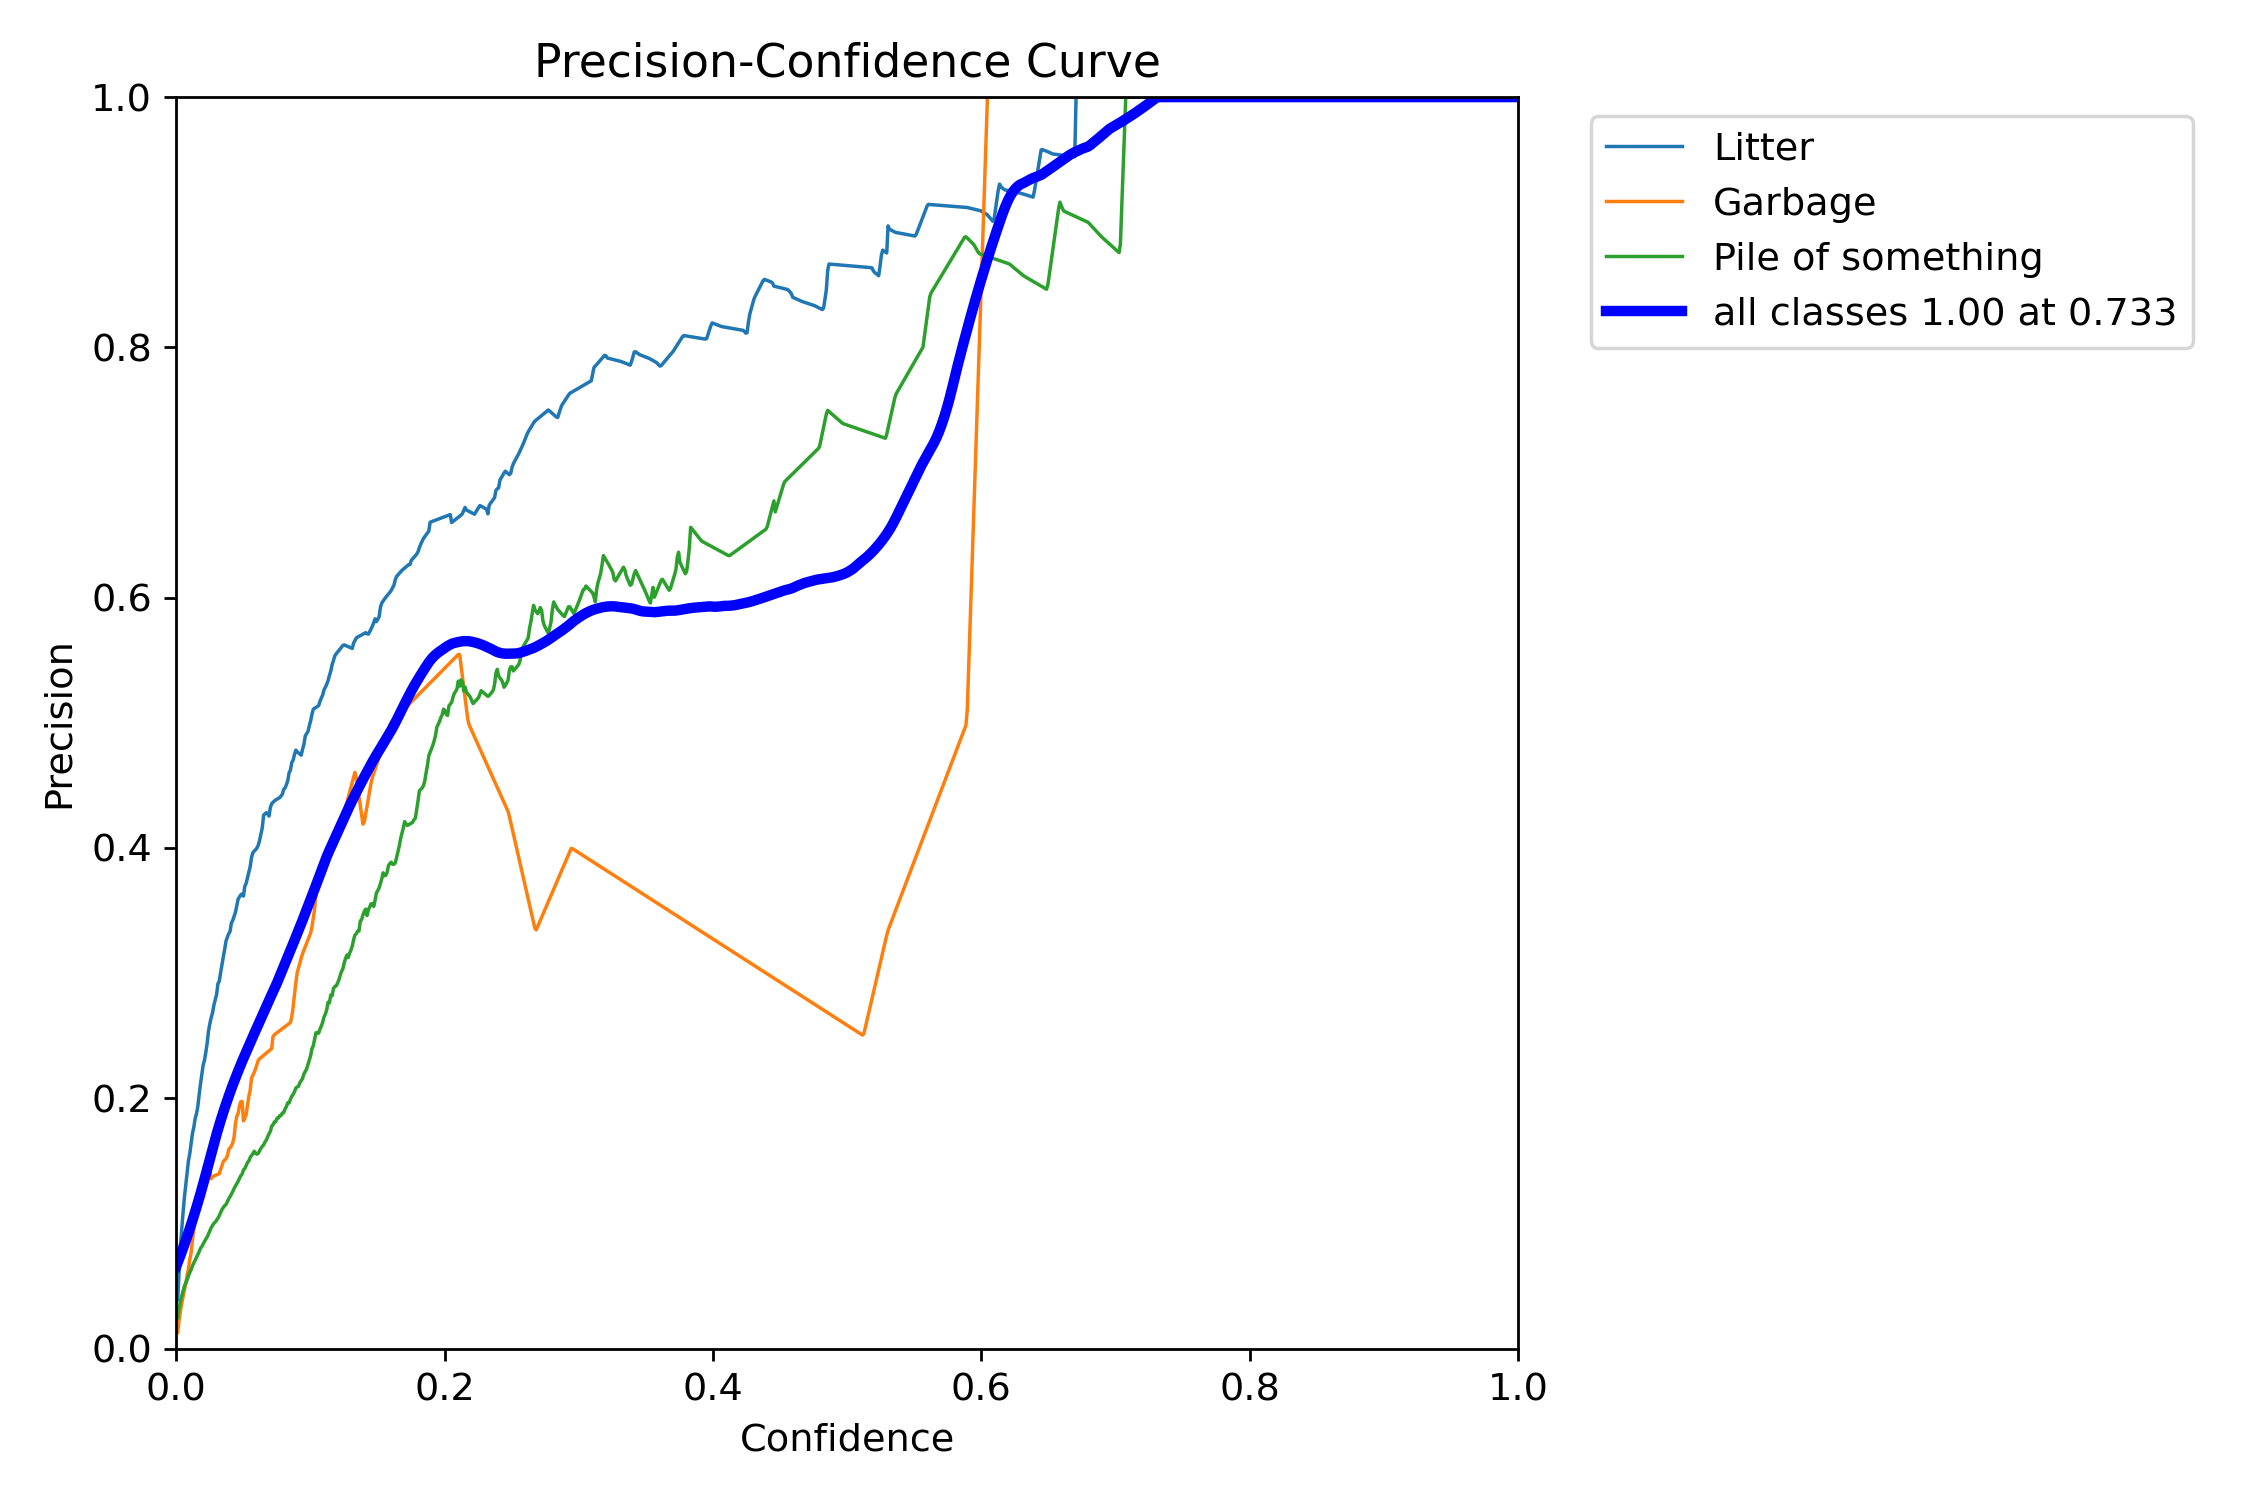 Precision-Confidence Curve
1.0
0.8
0.6
0.4
0.2
0.0
Precision
0.0 0.2 0.4 0.6 0.8 1.0
Confidence
Litter
Garbage
Pile of something
all classes 1.00 at 0.733